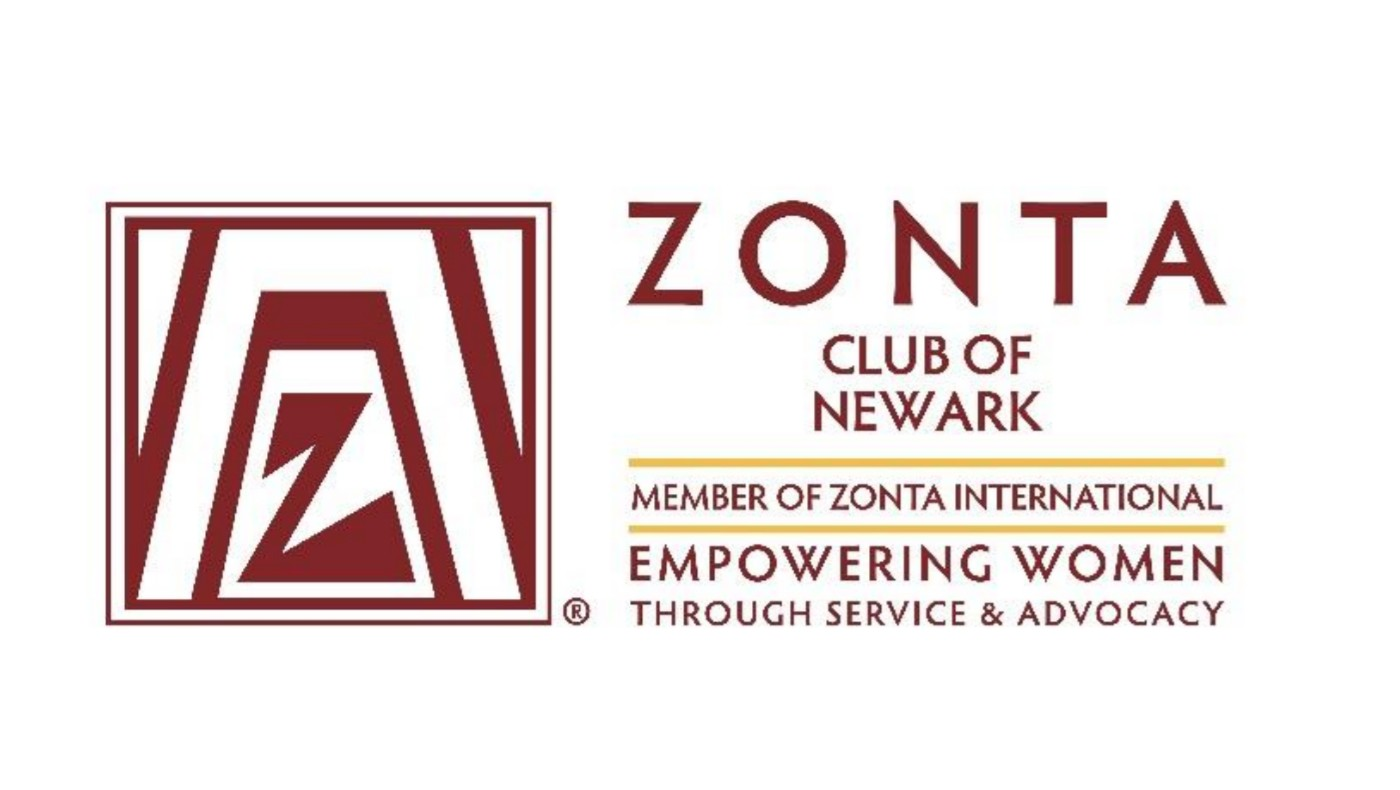 ZONTA
CLUB OF
NEWARK
MEMBER OF ZONTA INTERNATIONAL
EMPOWERING WOMEN
THROUGH SERVICE & ADVOCACY
Z
®